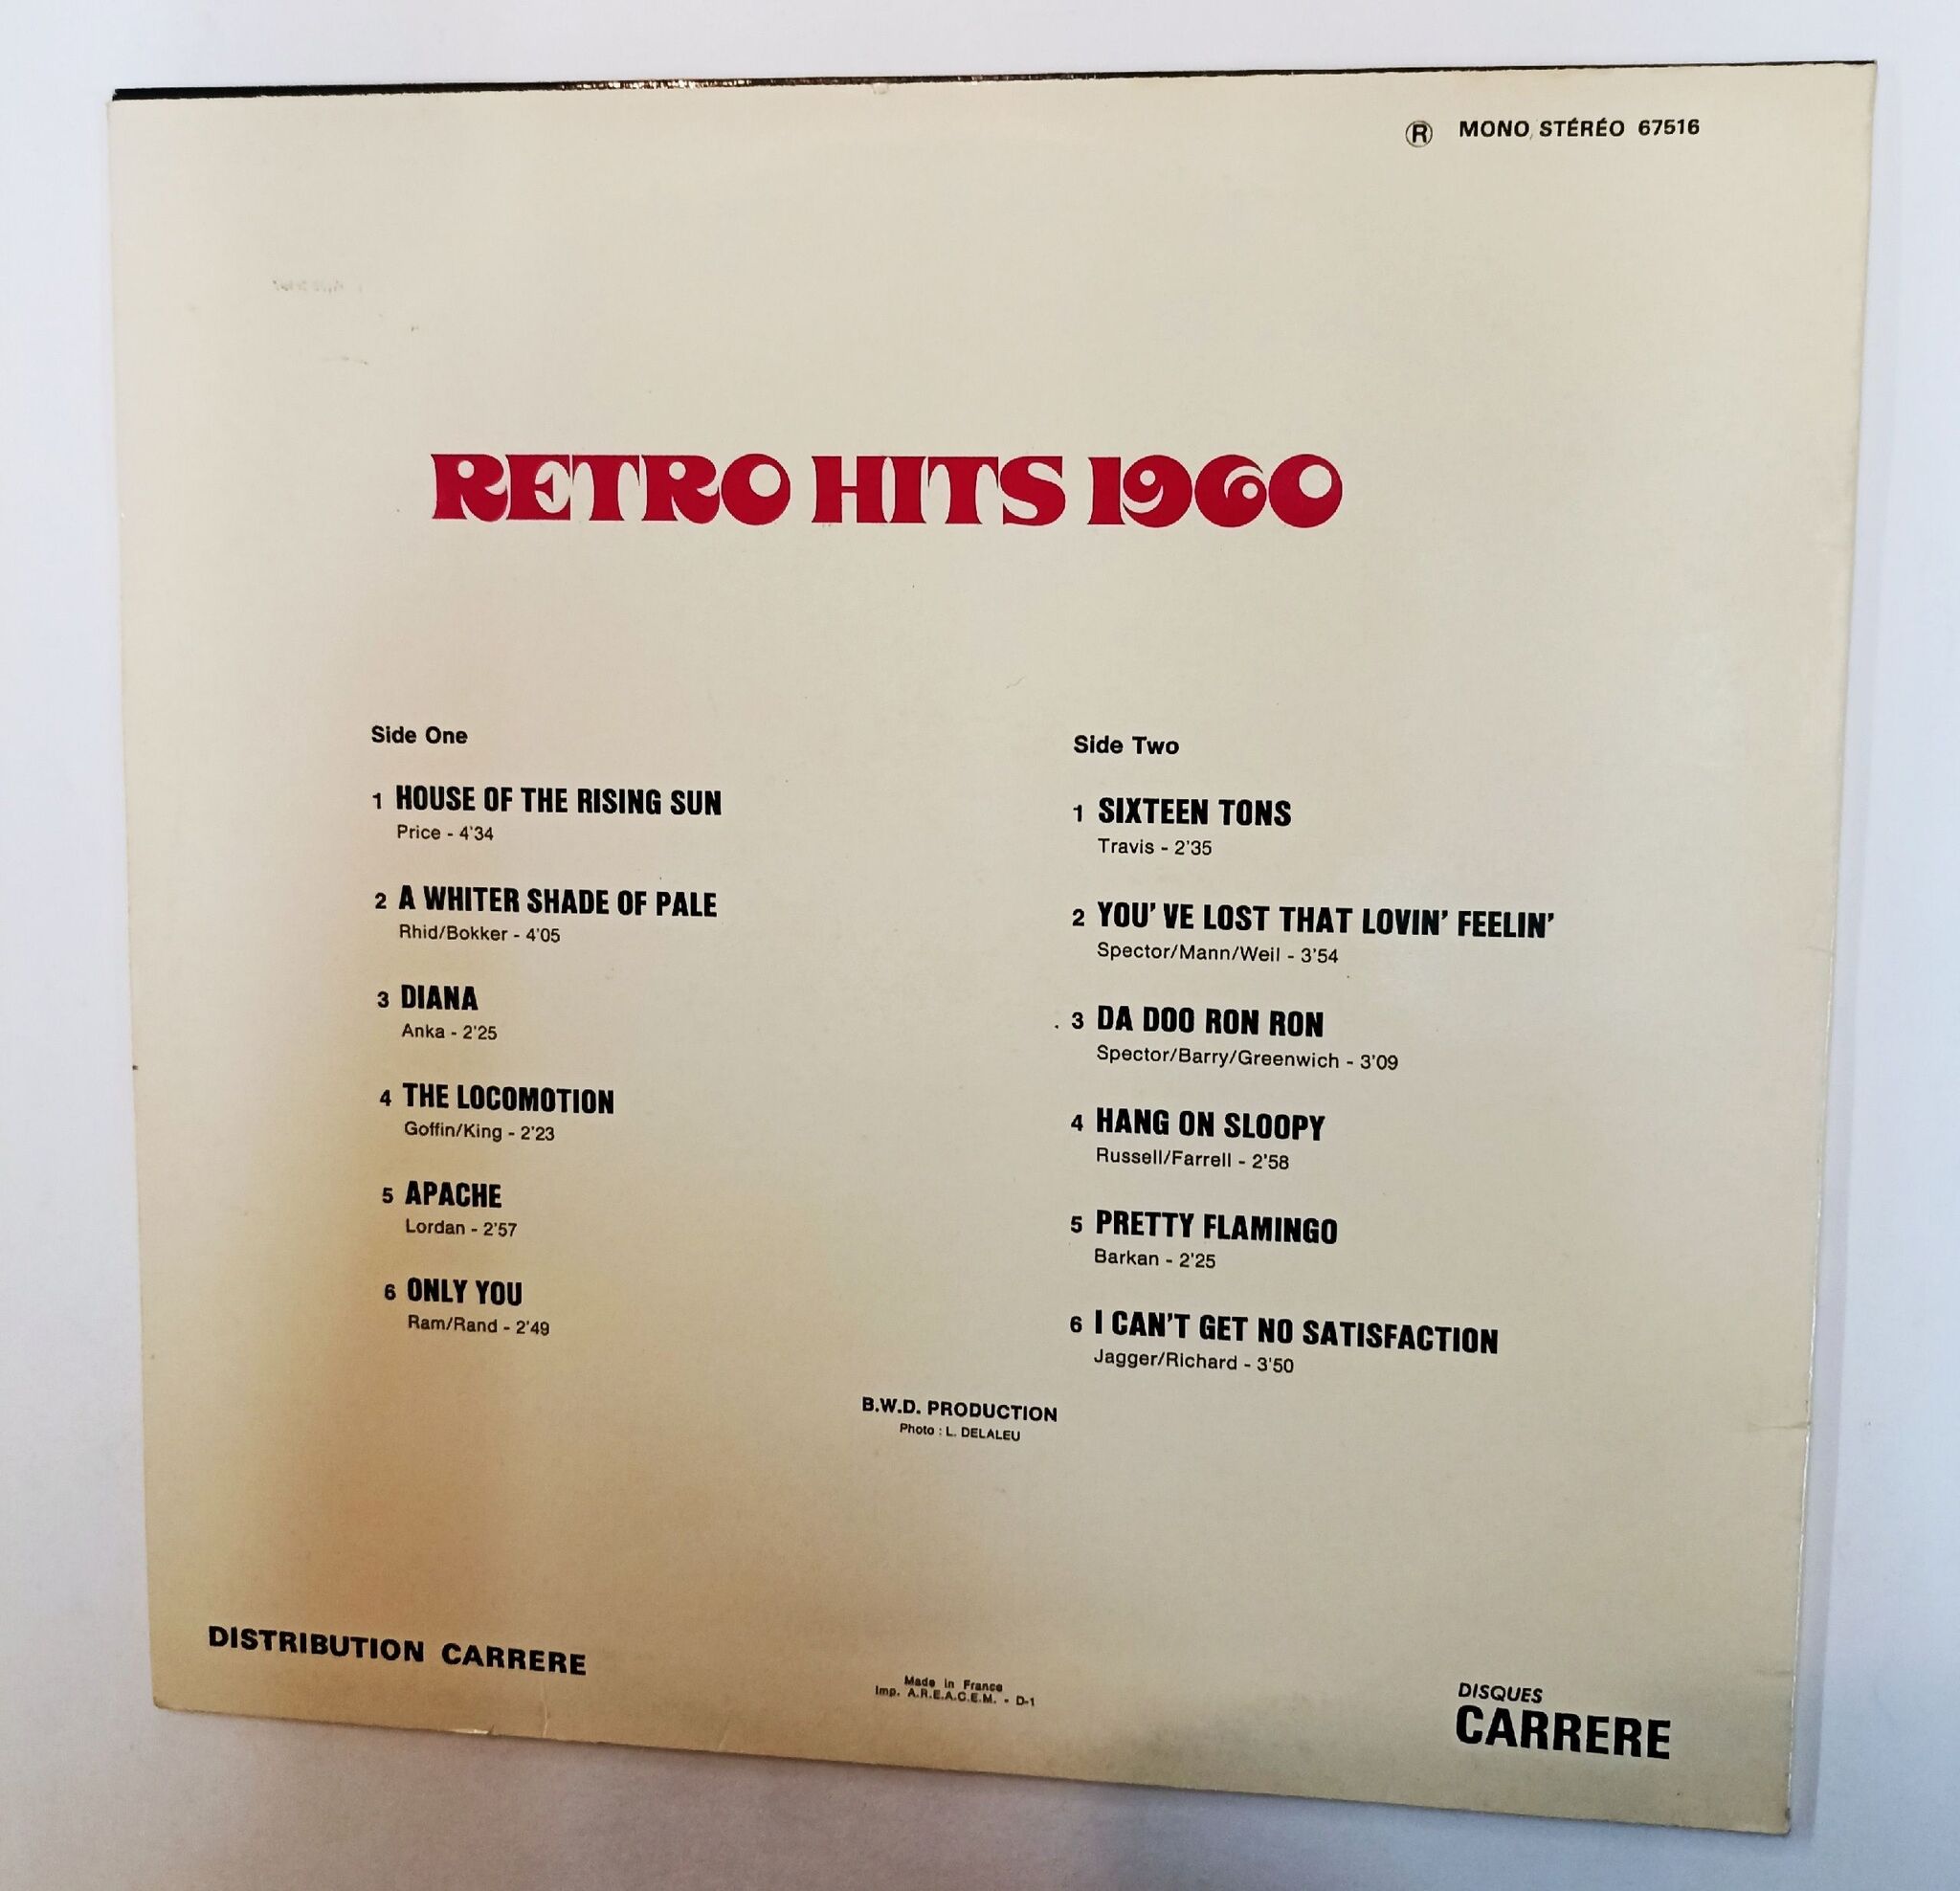 Ⓡ MONO, STÉRÉO 67516
RETRO HITS 1960
Side One
1 HOUSE OF THE RISING SUN
Price - 4'34
2 A WHITER SHADE OF PALE
Rhid/Bokker - 4'05
3 DIANA
Anka - 2'25
4 THE LOCOMOTION
Goffin/King - 2'23
5 APACHE
Lordan - 2'57
6 ONLY YOU
Ram/Rand - 2'49
Side Two
1 SIXTEEN TONS
Travis - 2'35
2 YOU' VE LOST THAT LOVIN' FEELIN'
Spector/Mann/Weil - 3'54
3 DA DOO RON RON
Spector/Barry/Greenwich - 3'09
4 HANG ON SLOOPY
Russell/Farrell - 2'58
5 PRETTY FLAMINGO
Barkan - 2'25
6 I CAN'T GET NO SATISFACTION
Jagger/Richard - 3'50
B.W.D. PRODUCTION
Photo : L. DELALEU
DISTRIBUTION CARRERE
Made in France
Imp. A.R.E.A.C.E.M. - D-1
DISQUES
CARRERE